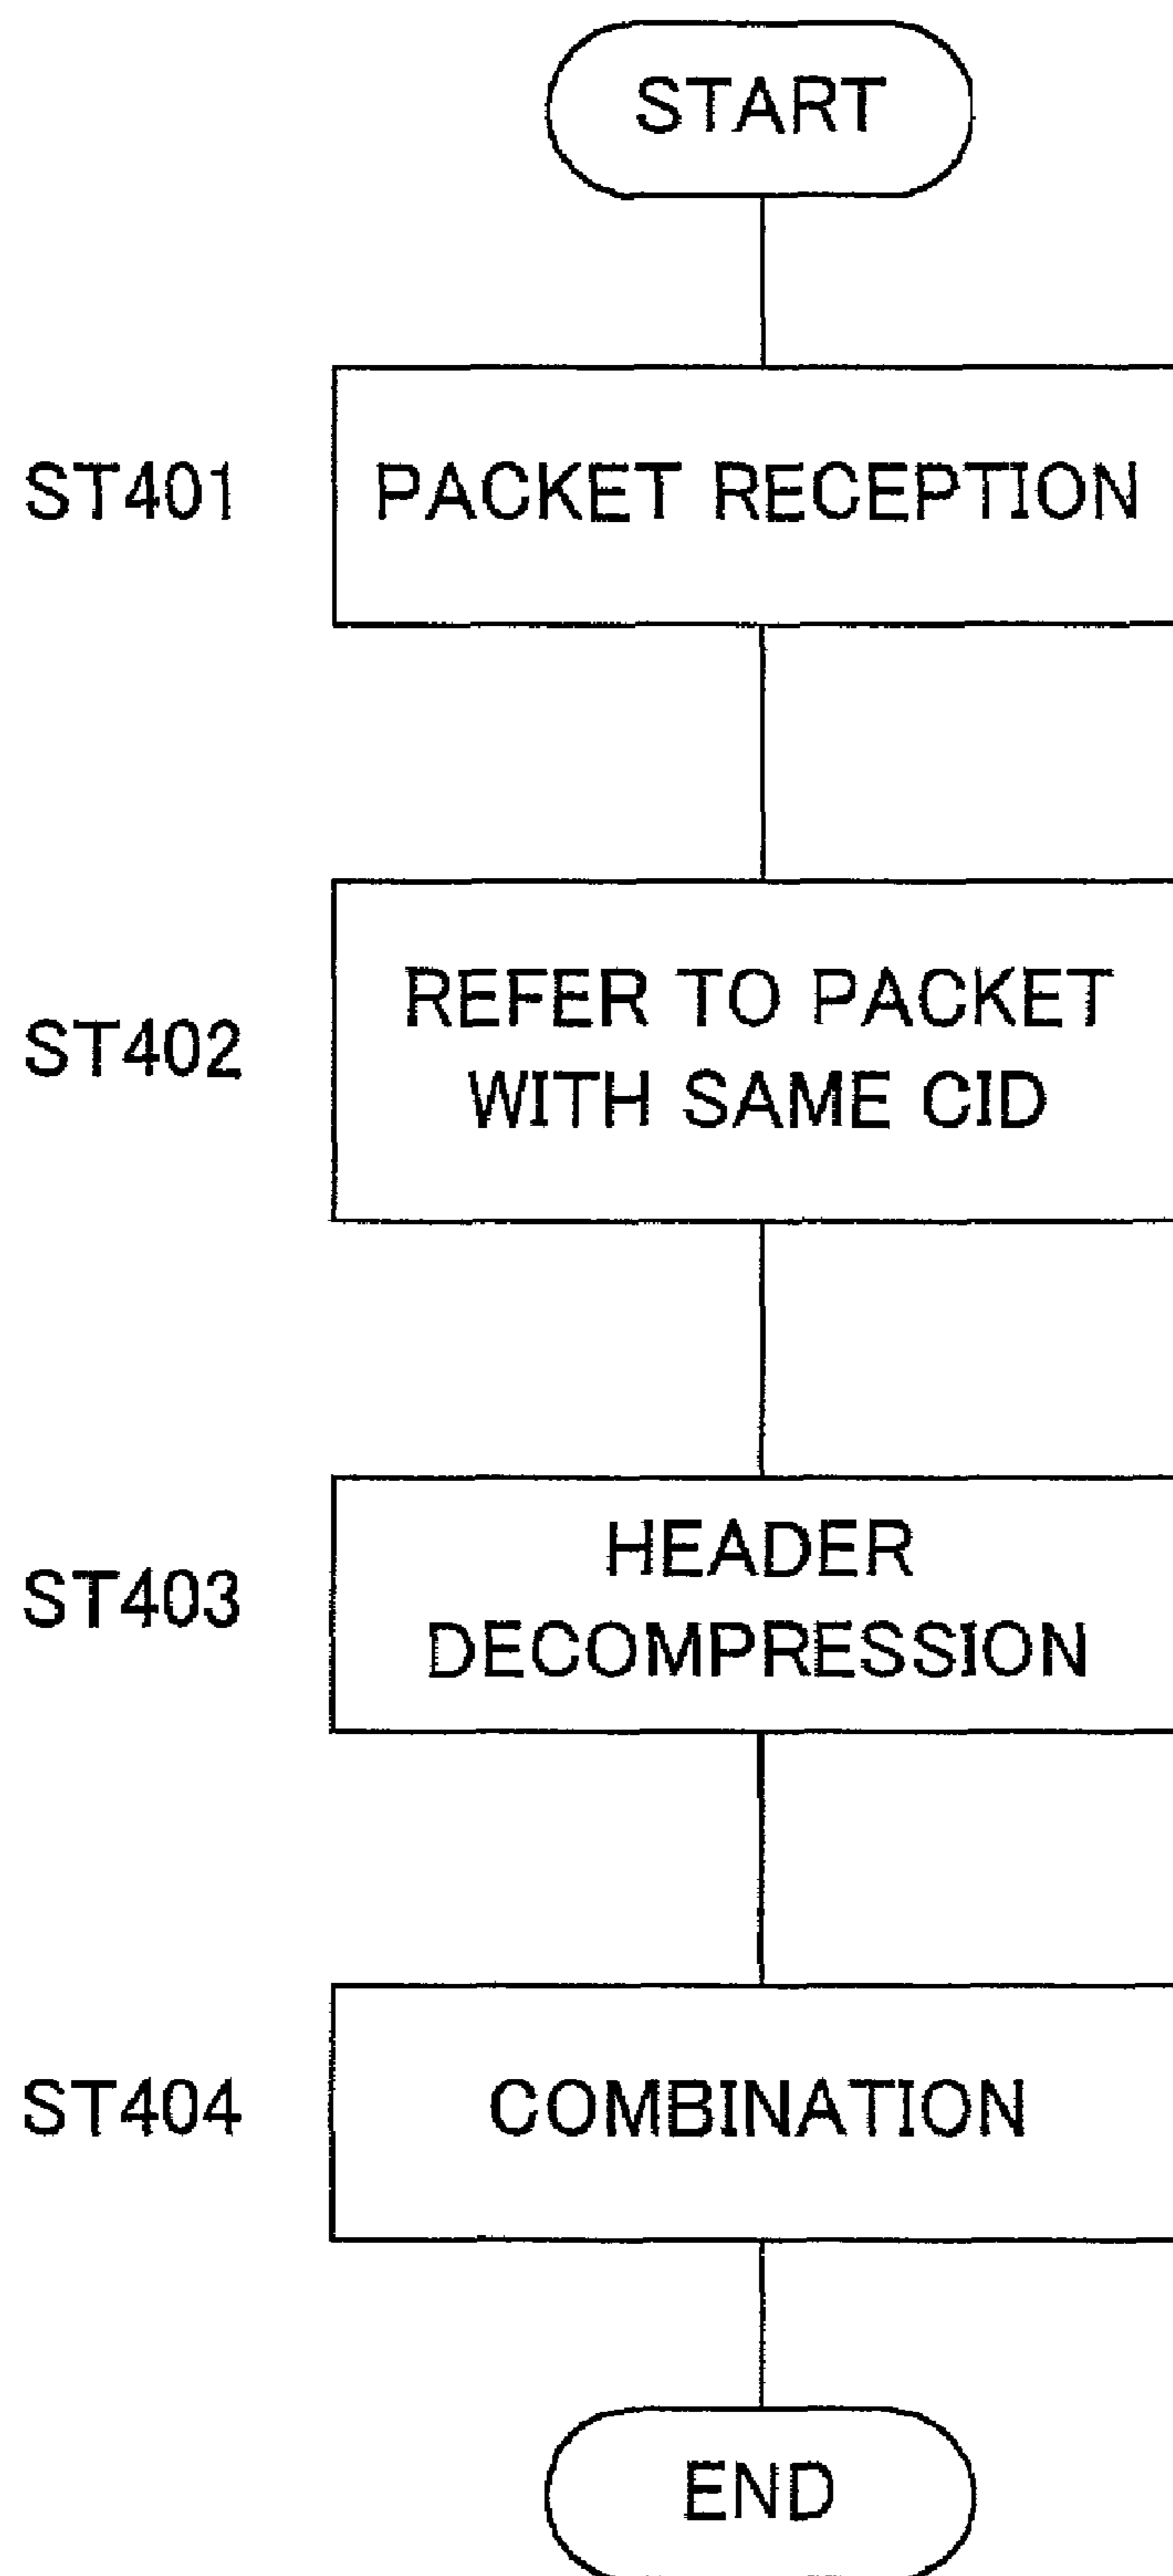 START
ST401
PACKET RECEPTION
ST402
REFER TO PACKET
WITH SAME CID
ST403
HEADER
DECOMPRESSION
ST404
COMBINATION
END